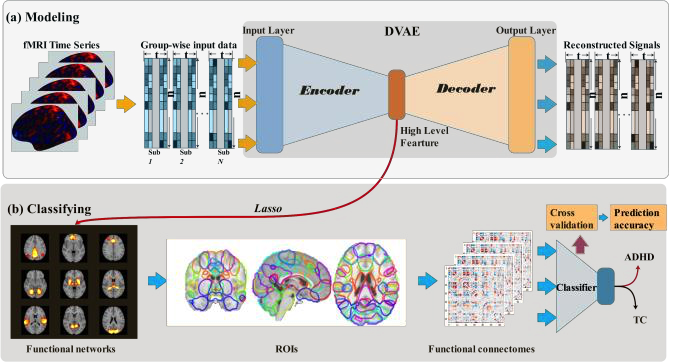 (a) Modeling
fMRI Time Series
Group-wise input data
t t t
n n n
Sub Sub Sub
1 2 N
Input Layer
DVAE
Output Layer
Encoder
Decoder
High Level
Fearture
Reconstructed Signals
t t t
n n n
(b) Classifying
Lasso
Functional networks
ROIs
Functional connectomes
Classifier
Cross
validation
Prediction
accuracy
ADHD
TC